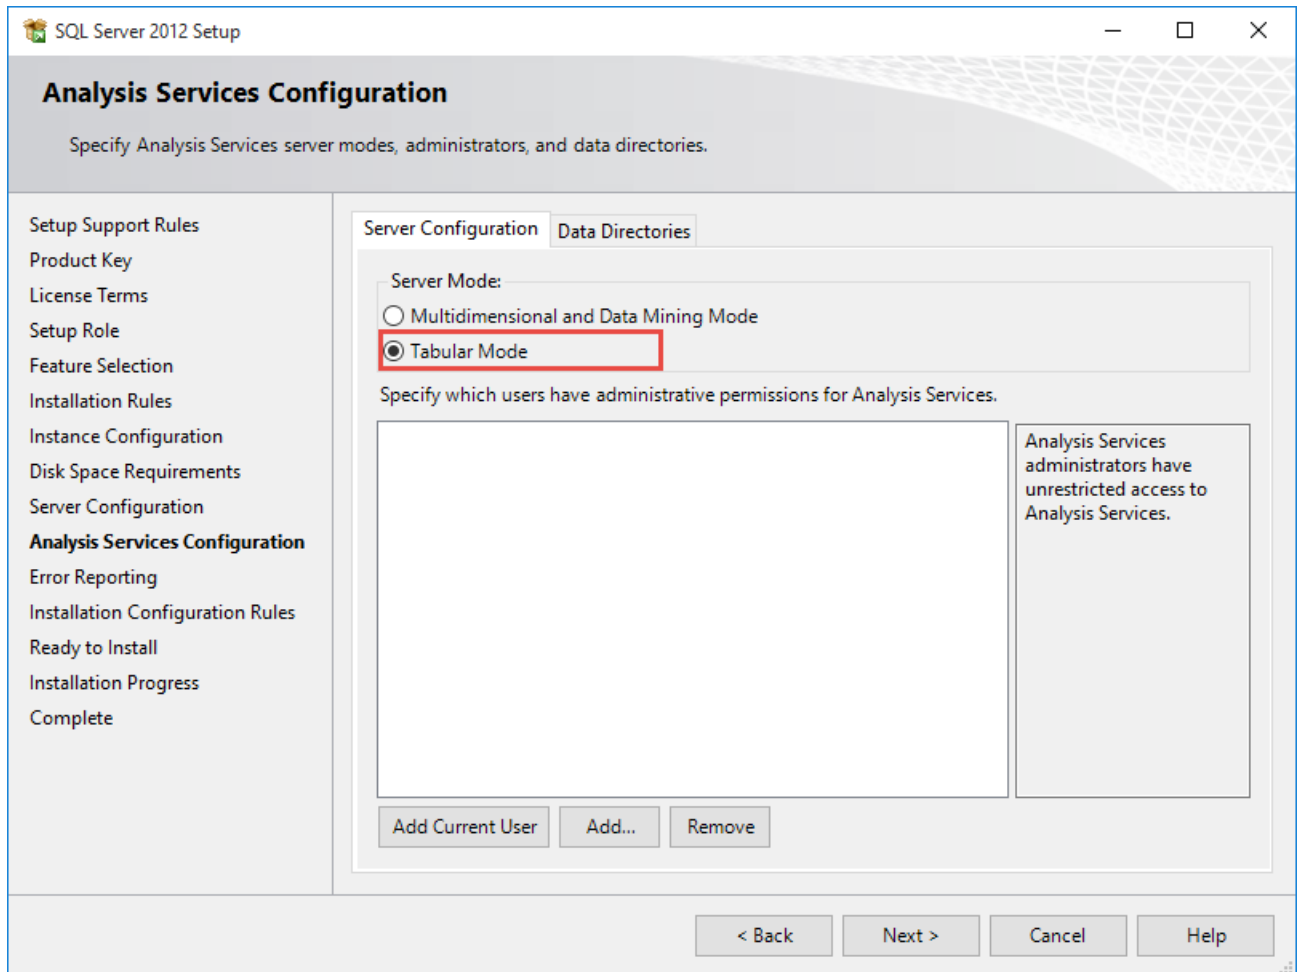 SQL Server 2012 Setup
Analysis Services Configuration
Specify Analysis Services server modes, administrators, and data directories.
Setup Support Rules
Product Key
License Terms
Setup Role
Feature Selection
Installation Rules
Instance Configuration
Disk Space Requirements
Server Configuration
Analysis Services Configuration
Error Reporting
Installation Configuration Rules
Ready to Install
Installation Progress
Complete
Server Configuration
Data Directories
Server Mode:
Multidimensional and Data Mining Mode
Tabular Mode
Specify which users have administrative permissions for Analysis Services.
Analysis Services
administrators have
unrestricted access to
Analysis Services.
Add Current User
Add...
Remove
< Back
Next >
Cancel
Help